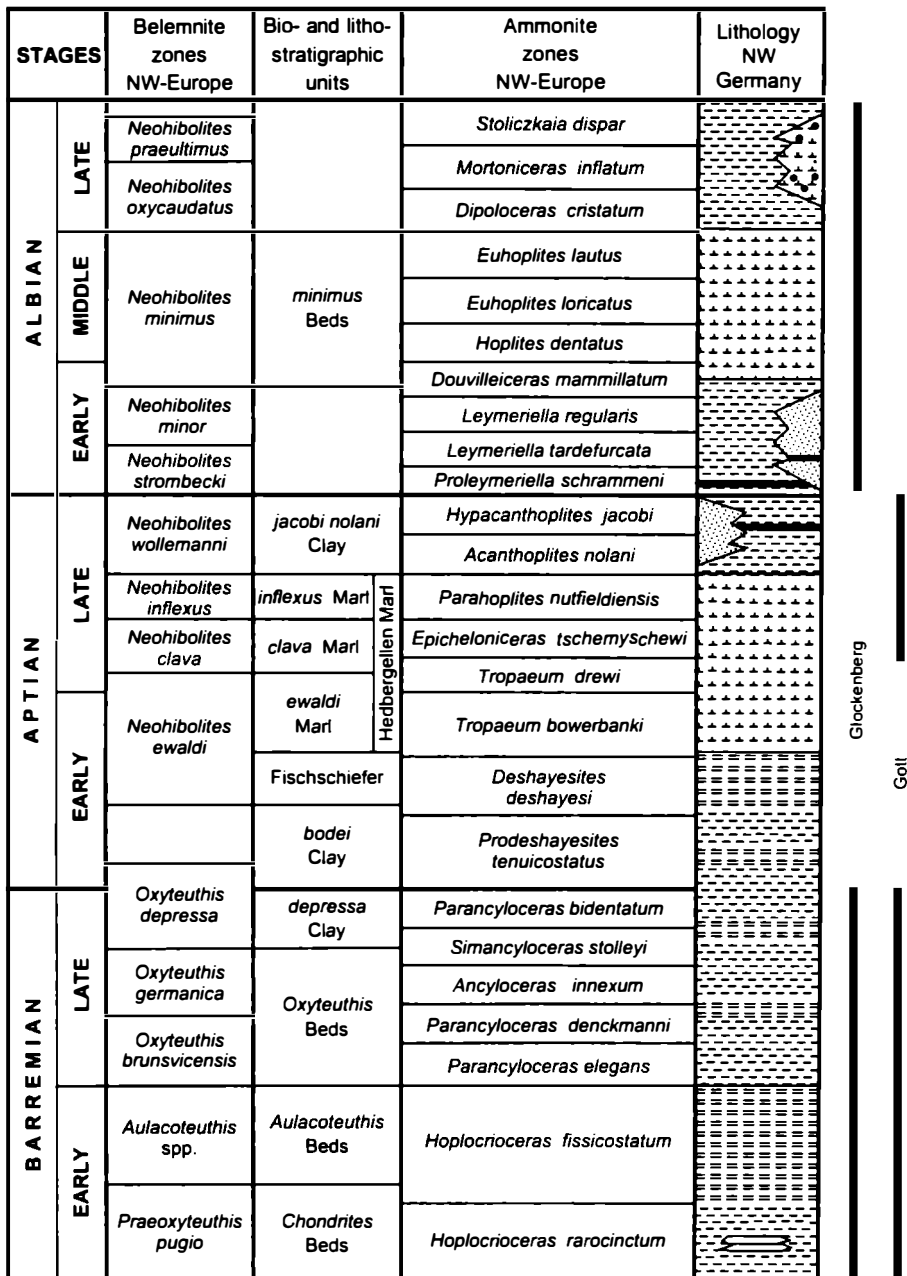 STAGES
Belemnite
zones
NW-Europe
Bio- and litho-
stratigraphic
units
Ammonite
zones
NW-Europe
Lithology
NW
Germany
ALBIAN
LATE
MIDDLE
EARLY
APTIAN
LATE
EARLY
BARREMIAN
LATE
EARLY
Neohibolites
praeultimus
Neohibolites
oxycaudatus
Neohibolites
minimus
Neohibolites
minor
Neohibolites
strombecki
Neohibolites
wollemanni
Neohibolites
inflexus
Neohibolites
clava
Neohibolites
ewaldi
Oxyteuthis
depressa
Oxyteuthis
germanica
Oxyteuthis
brunsvicensis
Aulacoteuthis
spp.
Praeoxyteuthis
pugio
minimus
Beds
jacobi nolani
Clay
inflexus Marl
clava Marl
ewaldi
Marl
Hedbergellen Marl
Fischschiefer
bodei
Clay
depressa
Clay
Oxyteuthis
Beds
Aulacoteuthis
Beds
Chondrites
Beds
Stoliczkaia dispar
Mortoniceras inflatum
Dipoloceras cristatum
Euhoplites lautus
Euhoplites loricatus
Hoplites dentatus
Douvilleiceras mammillatum
Leymeriella regularis
Leymeriella tardefurcata
Proleymeriella schrammeni
Hypacanthoplites jacobi
Acanthoplites nolani
Parahoplites nutfieldiensis
Epicheloniceras tschernyschewi
Tropaeum drewi
Tropaeum bowerbanki
Deshayesites
deshayesi
Prodeshayesites
tenuicostatus
Parancyloceras bidentatum
Simancyloceras stolleyi
Ancyloceras innexum
Parancyloceras denckmanni
Parancyloceras elegans
Hoplocrioceras fissicostatum
Hoplocrioceras rarocinctum
Glockenberg
Gott